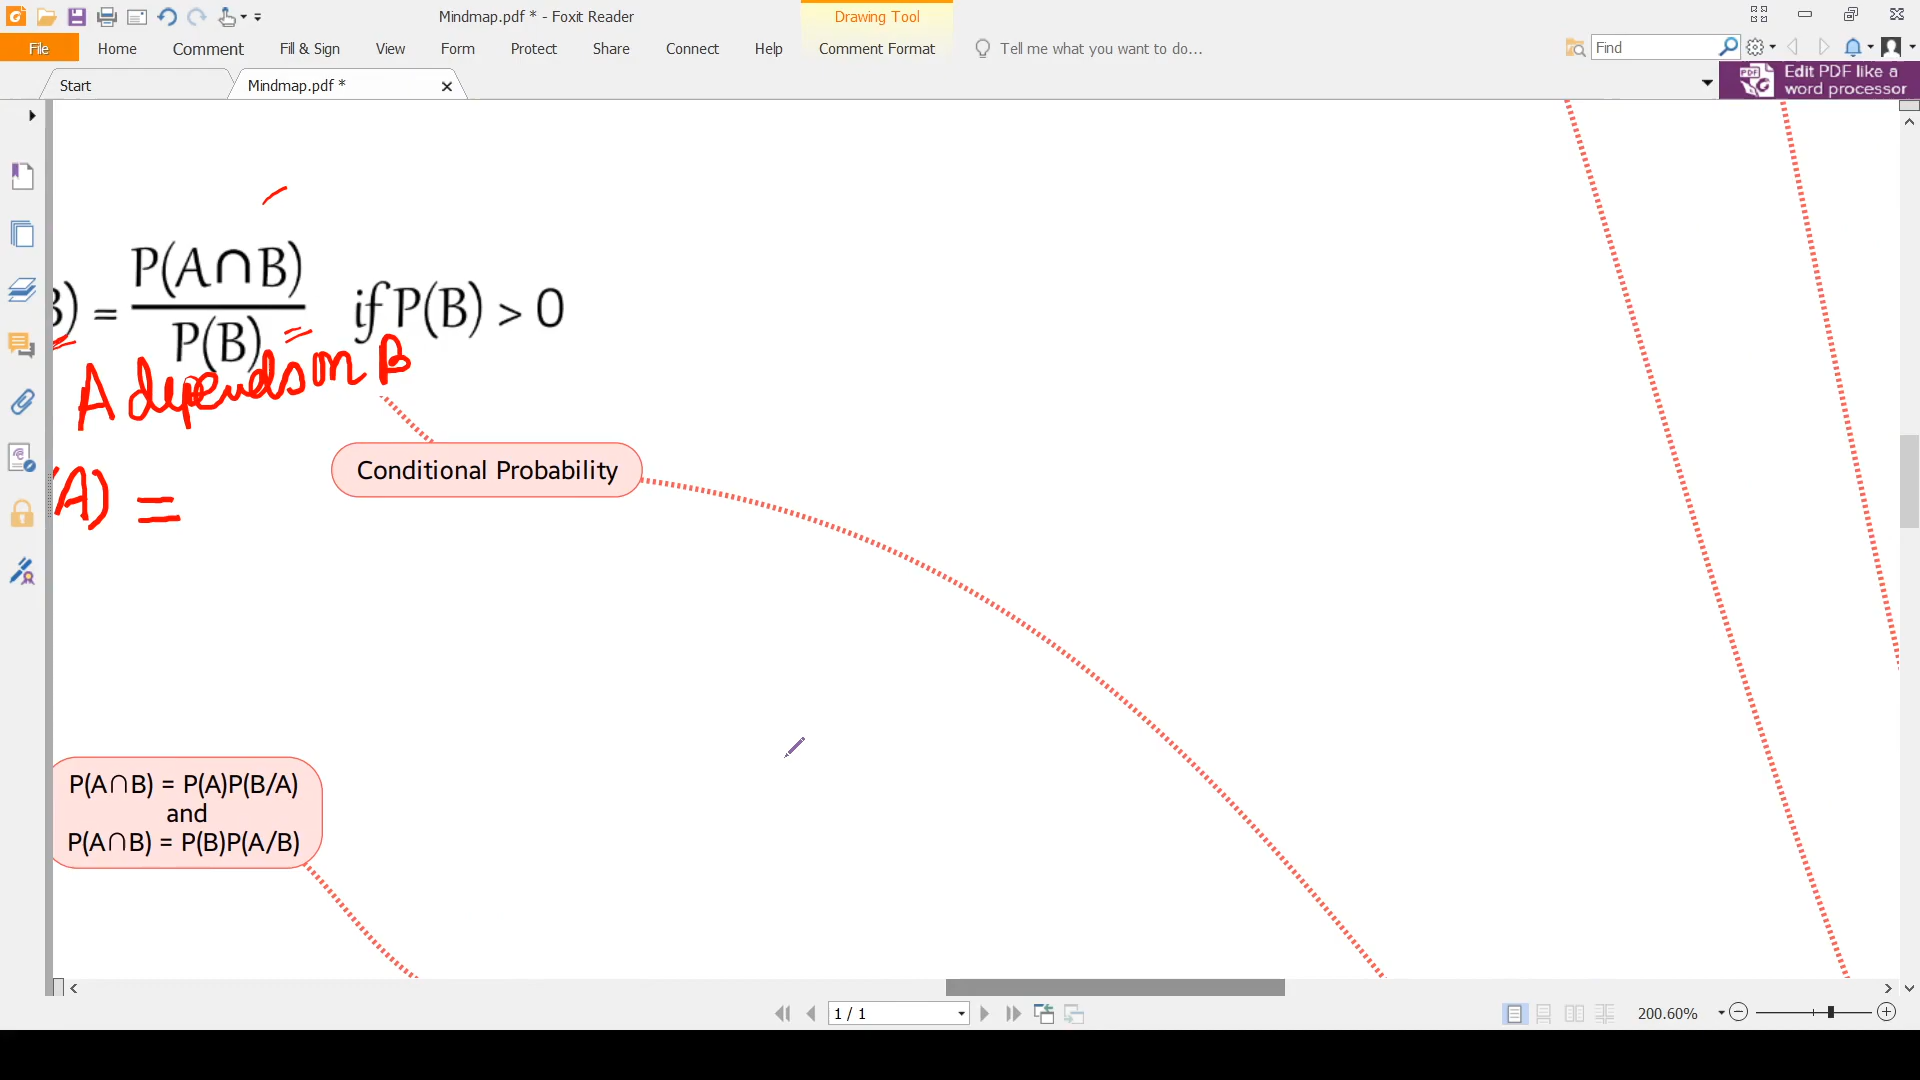 Mindmap.pdf * - Foxit Reader
Drawing Tool
File
Home
Comment
Fill & Sign
View
Form
Protect
Share
Connect
Help
Comment Format
Tell me what you want to do...
Find
Start
Mindmap.pdf *
Edit PDF like a
word processor
B) = P(A∩B) / P(B) if P(B) > 0
A depends on B
Conditional Probability
(A) =
P(A∩B) = P(A)P(B/A)
and
P(A∩B) = P(B)P(A/B)
1 / 1
200.60%